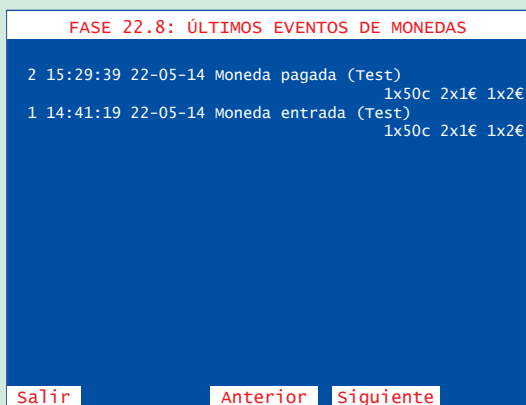 FASE 22.8: ÚLTIMOS EVENTOS DE MONEDAS
2 15:29:39 22-05-14 Moneda pagada (Test)
1x50c 2x1€ 1x2€
1 14:41:19 22-05-14 Moneda entrada (Test)
1x50c 2x1€ 1x2€
Salir Anterior Siguiente